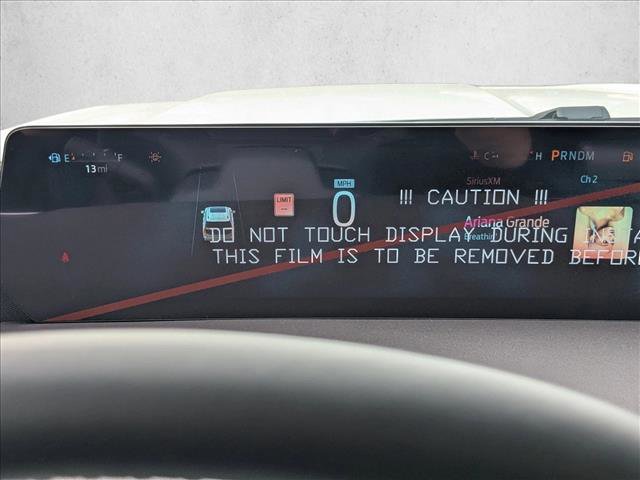 E F
13 mi
LIMIT
--
MPH
0
C H PRNDM
SiriusXM
Ch 2
!!! CAUTION !!!
Ariana Grande
DO NOT TOUCH DISPLAY DURING
THIS FILM IS TO BE REMOVED